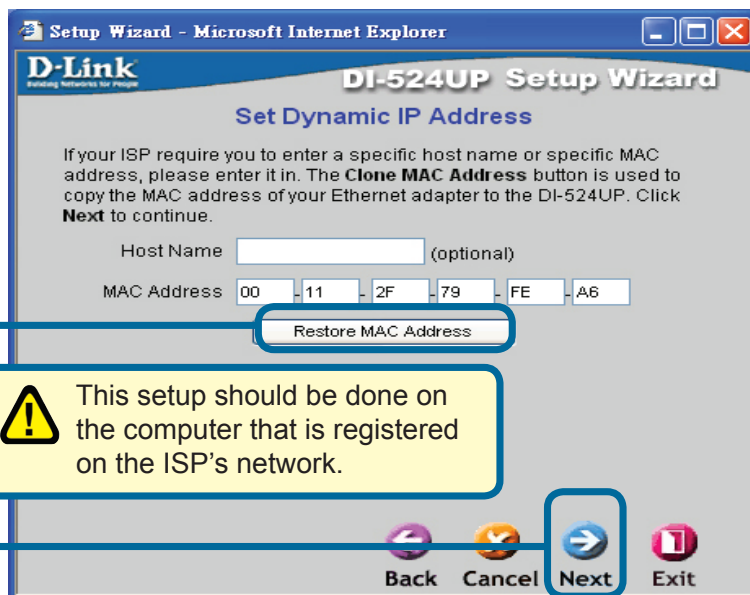 Setup Wizard - Microsoft Internet Explorer
D-Link
Building Networks for People
DI-524UP Setup Wizard
Set Dynamic IP Address
If your ISP require you to enter a specific host name or specific MAC
address, please enter it in. The Clone MAC Address button is used to
copy the MAC address of your Ethernet adapter to the DI-524UP. Click
Next to continue.
Host Name (optional)
MAC Address 00 - 11 - 2F - 79 - FE - A6
Restore MAC Address
This setup should be done on
the computer that is registered
on the ISP's network.
Back Cancel Next Exit